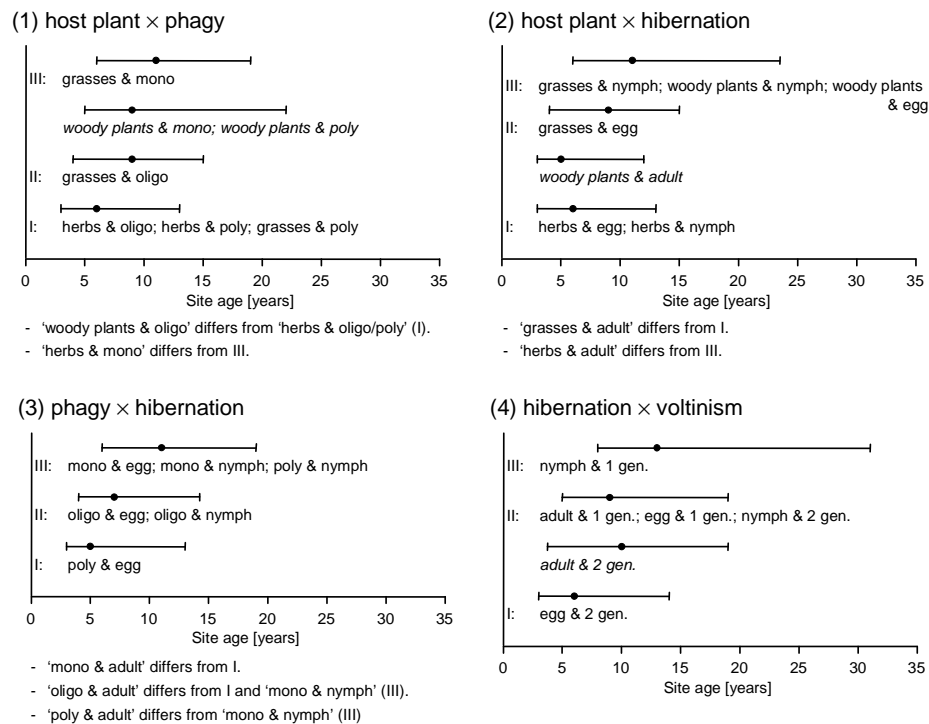 (1) host plant × phagy
III: grasses & mono
woody plants & mono; woody plants & poly
II: grasses & oligo
I: herbs & oligo; herbs & poly; grasses & poly
0 5 10 15 20 25 30 35
Site age [years]
- ‘woody plants & oligo’ differs from ‘herbs & oligo/poly’ (I).
- ‘herbs & mono’ differs from III.
(2) host plant × hibernation
III: grasses & nymph; woody plants & nymph; woody plants
& egg
II: grasses & egg
woody plants & adult
I: herbs & egg; herbs & nymph
0 5 10 15 20 25 30 35
Site age [years]
- ‘grasses & adult’ differs from I.
- ‘herbs & adult’ differs from III.
(3) phagy × hibernation
III: mono & egg; mono & nymph; poly & nymph
II: oligo & egg; oligo & nymph
I: poly & egg
0 5 10 15 20 25 30 35
Site age [years]
- ‘mono & adult’ differs from I.
- ‘oligo & adult’ differs from I and ‘mono & nymph’ (III).
- ‘poly & adult’ differs from ‘mono & nymph’ (III)
(4) hibernation × voltinism
III: nymph & 1 gen.
II: adult & 1 gen.; egg & 1 gen.; nymph & 2 gen.
adult & 2 gen.
I: egg & 2 gen.
0 5 10 15 20 25 30 35
Site age [years]